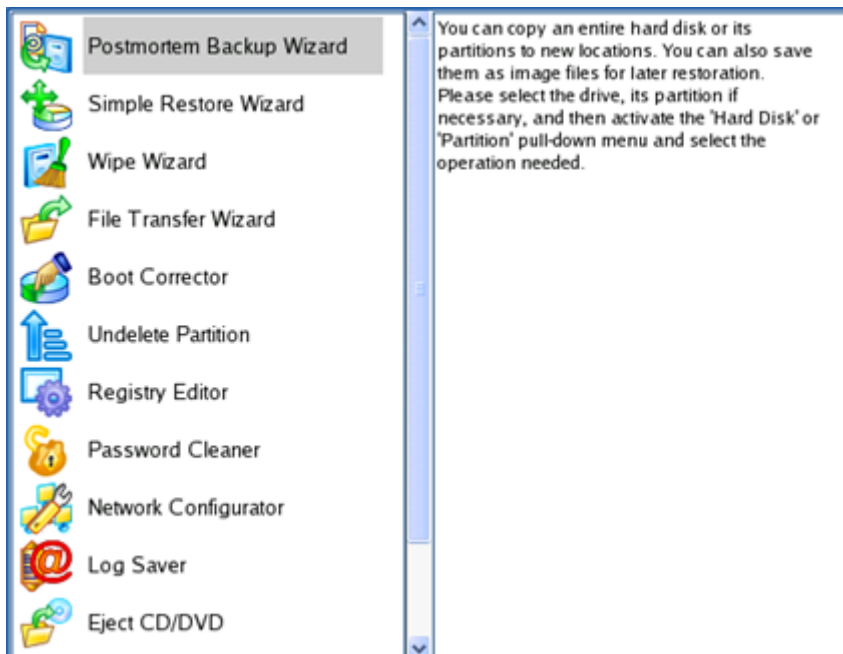 Postmortem Backup Wizard
Simple Restore Wizard
Wipe Wizard
File Transfer Wizard
Boot Corrector
Undelete Partition
Registry Editor
Password Cleaner
Network Configurator
Log Saver
Eject CD/DVD
You can copy an entire hard disk or its
partitions to new locations. You can also save
them as image files for later restoration.
Please select the drive, its partition if
necessary, and then activate the 'Hard Disk' or
'Partition' pull-down menu and select the
operation needed.